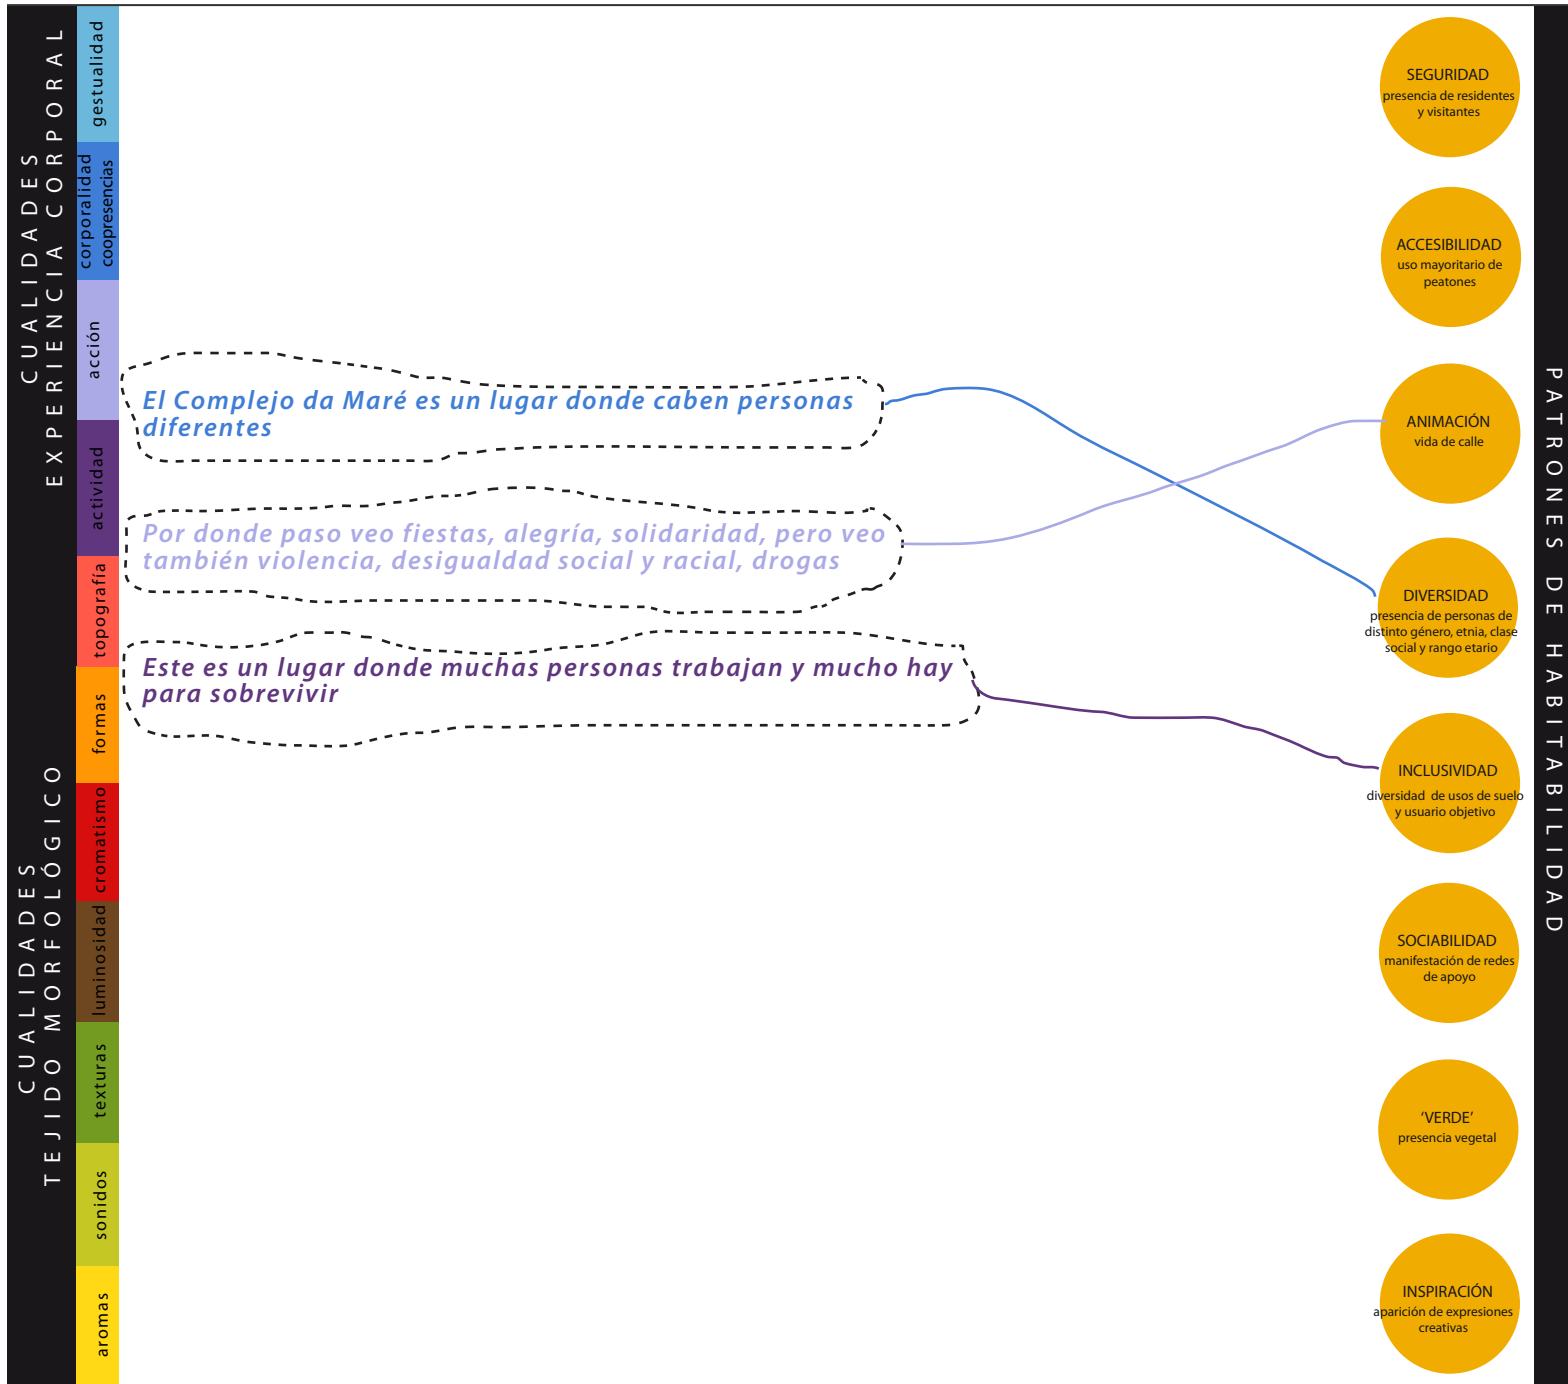 CUALIDADES
EXPERIENCIA CORPORAL
CUALIDADES
TEJIDO MORFOLÓGICO
gestualidad
corporalidad
coopresencias
acción
actividad
topografía
formas
cromatismo
luminosidad
texturas
sonidos
aromas
El Complejo da Maré es un lugar donde caben personas
diferentes
Por donde paso veo fiestas, alegría, solidaridad, pero veo
también violencia, desigualdad social y racial, drogas
Este es un lugar donde muchas personas trabajan y mucho hay
para sobrevivir
SEGURIDAD
presencia de residentes
y visitantes
ACCESIBILIDAD
uso mayoritario de
peatones
ANIMACIÓN
vida de calle
DIVERSIDAD
presencia de personas de
distinto género, etnia, clase
social y rango etario
INCLUSIVIDAD
diversidad de usos de suelo
y usuario objetivo
SOCIABILIDAD
manifestación de redes
de apoyo
‘VERDE’
presencia vegetal
INSPIRACIÓN
aparición de expresiones
creativas
PATRONES DE HABITABILIDAD